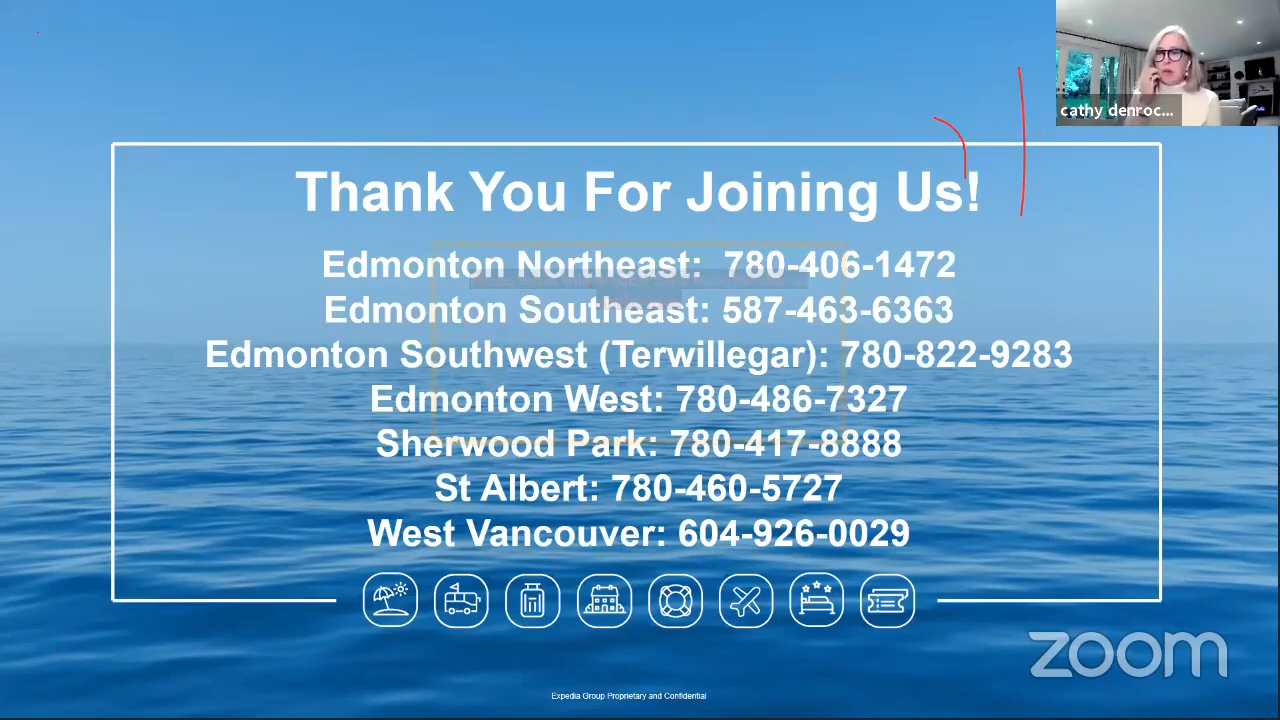 cathy denroc...
Thank You For Joining Us!
Edmonton Northeast: 780-406-1472
Edmonton Southeast: 587-463-6363
Edmonton Southwest (Terwillegar): 780-822-9283
Edmonton West: 780-486-7327
Sherwood Park: 780-417-8888
St Albert: 780-460-5727
West Vancouver: 604-926-0029
zoom
Expedia Group Proprietary and Confidential